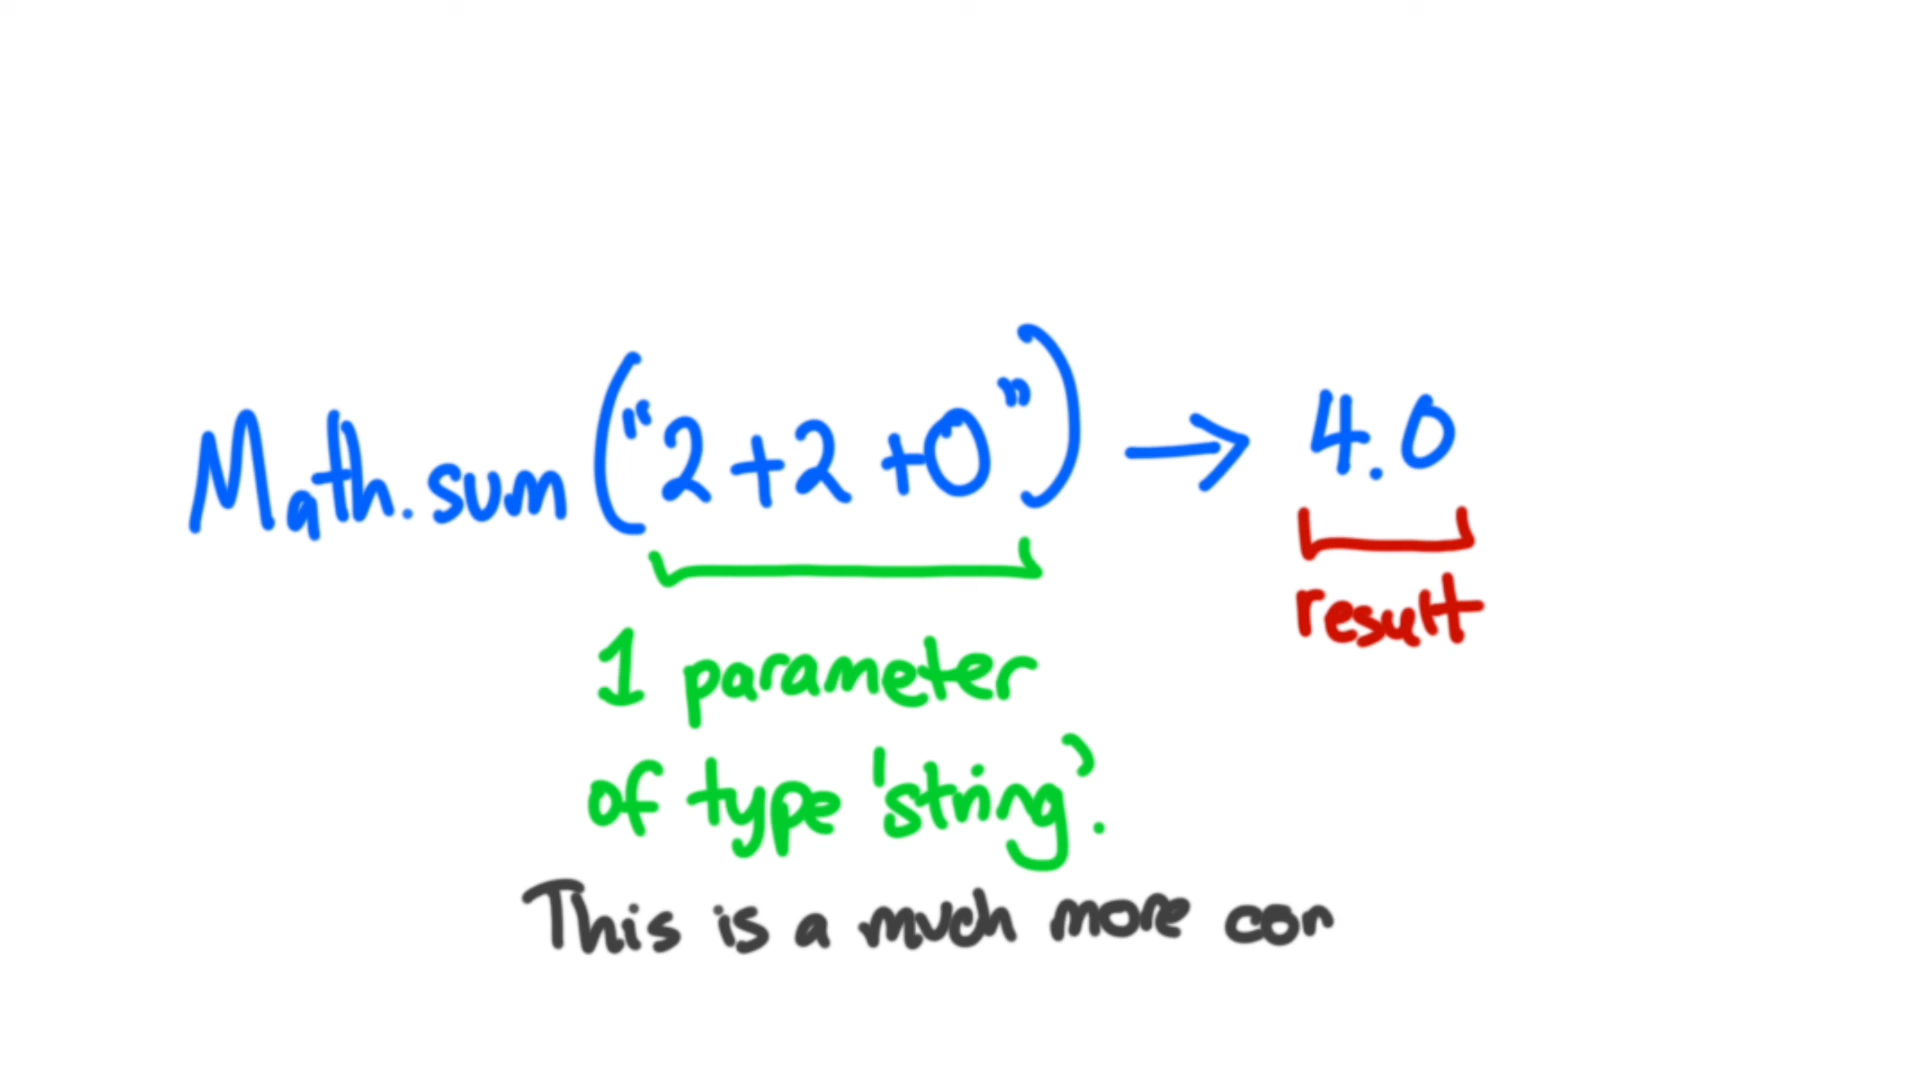 Math.sum("2+2+0") → 4.0
result
1 parameter
of type 'string'.
This is a much more con